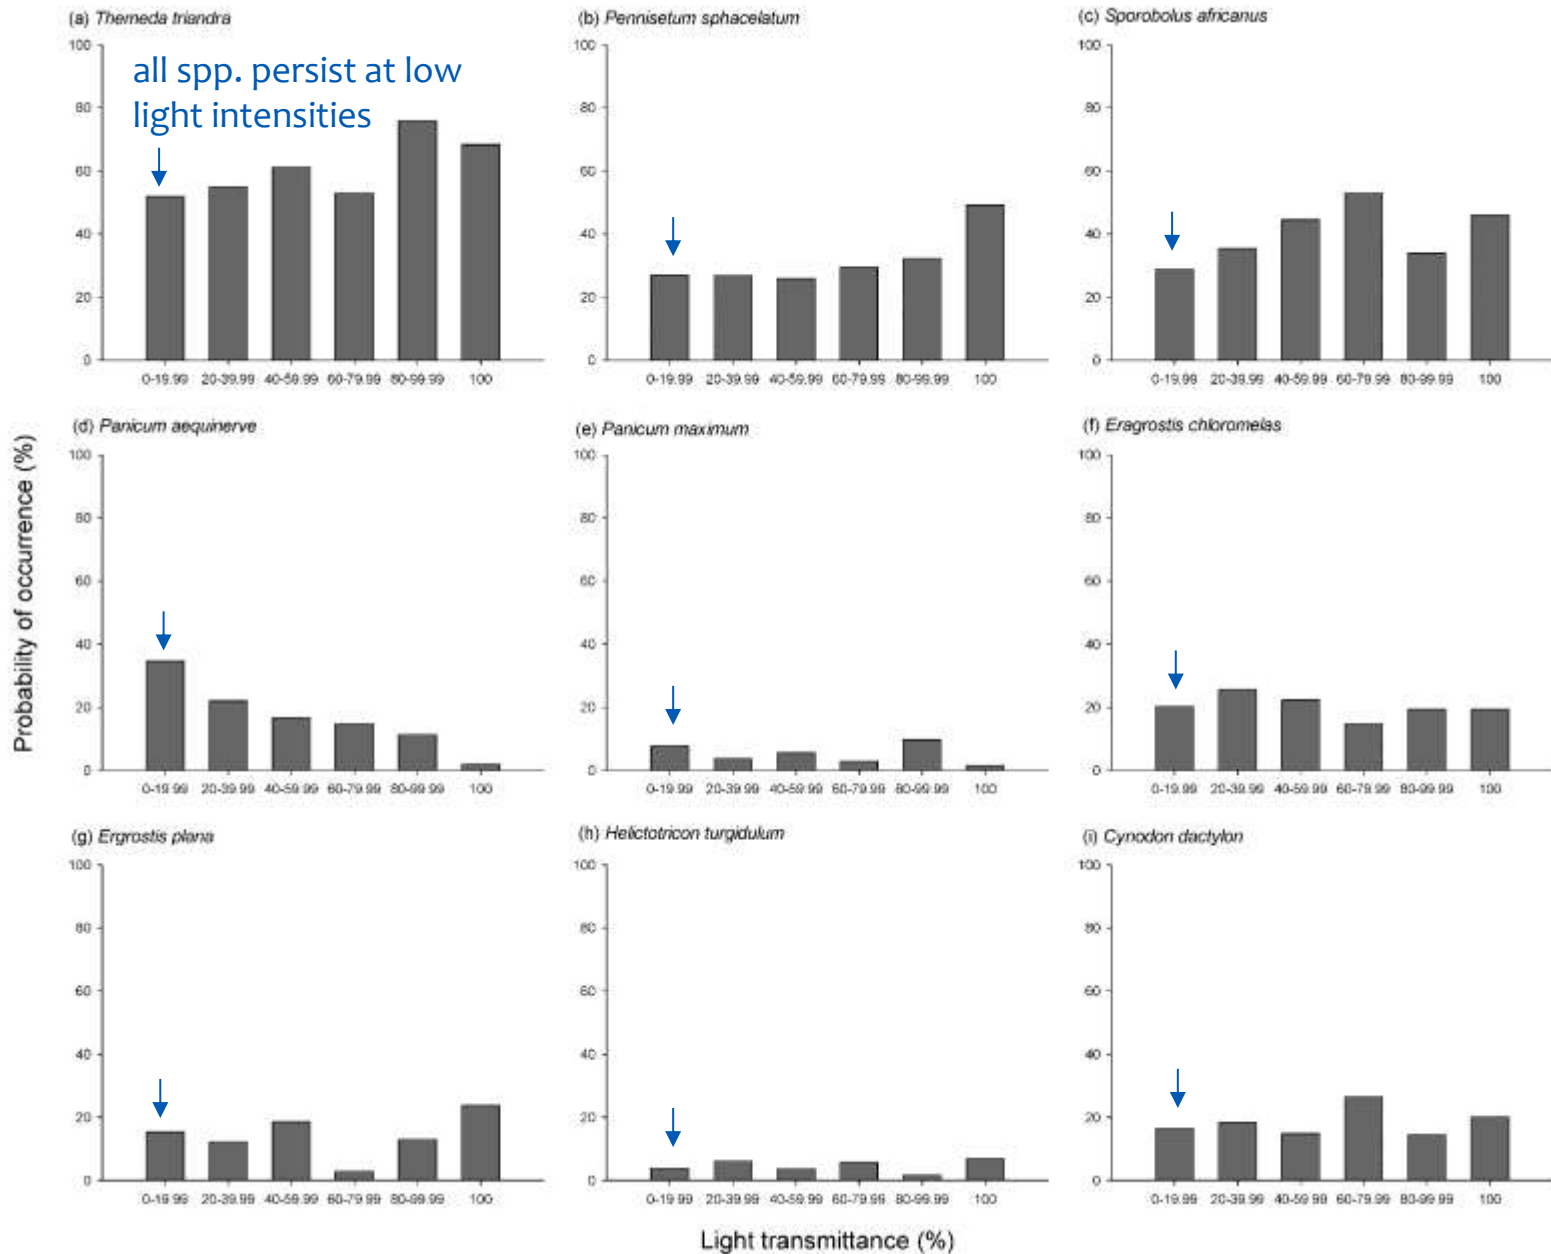 (a) Themeda triandra
(b) Pennisetum sphacelatum
(c) Sporobolus africanus
all spp. persist at low
light intensities
100
80
60
40
20
0
0-19.99 20-39.99 40-59.99 60-79.99 80-99.99 100
100
80
60
40
20
0
0-19.99 20-39.99 40-59.99 60-79.99 80-99.99 100
100
80
60
40
20
0
0-19.99 20-39.99 40-59.99 60-79.99 80-99.99 100
Probability of occurrence (%)
(d) Panicum aequinerve
(e) Panicum maximum
(f) Eragrostis chloromelas
100
80
60
40
20
0
0-19.99 20-39.99 40-59.99 60-79.99 80-99.99 100
100
80
60
40
20
0
0-19.99 20-39.99 40-59.99 60-79.99 80-99.99 100
100
80
60
40
20
0
0-19.99 20-39.99 40-59.99 60-79.99 80-99.99 100
(g) Ergrostis plana
(h) Helictotricon turgidulum
(i) Cynodon dactylon
100
80
60
40
20
0
0-19.99 20-39.99 40-59.99 60-79.99 80-99.99 100
100
80
60
40
20
0
0-19.99 20-39.99 40-59.99 60-79.99 80-99.99 100
100
80
60
40
20
0
0-19.99 20-39.99 40-59.99 60-79.99 80-99.99 100
Light transmittance (%)